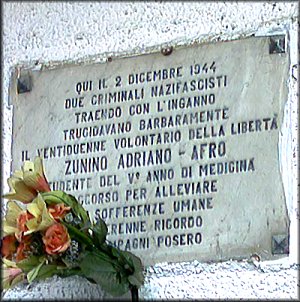 QUI IL 2 DICEMBRE 1944
DUE CRIMINALI NAZIFASCISTI
TRAENDO CON L'INGANNO
TRUCIDAVANO BARBARAMENTE
IL VENTIDUENNE VOLONTARIO DELLA LIBERTÀ
ZUNINO ADRIANO - AFRO
UDENTE DEL V° ANNO DI MEDICINA
CORSO PER ALLEVIARE
SOFFERENZE UMANE
RENNE RICORDO
PAGNI POSERO